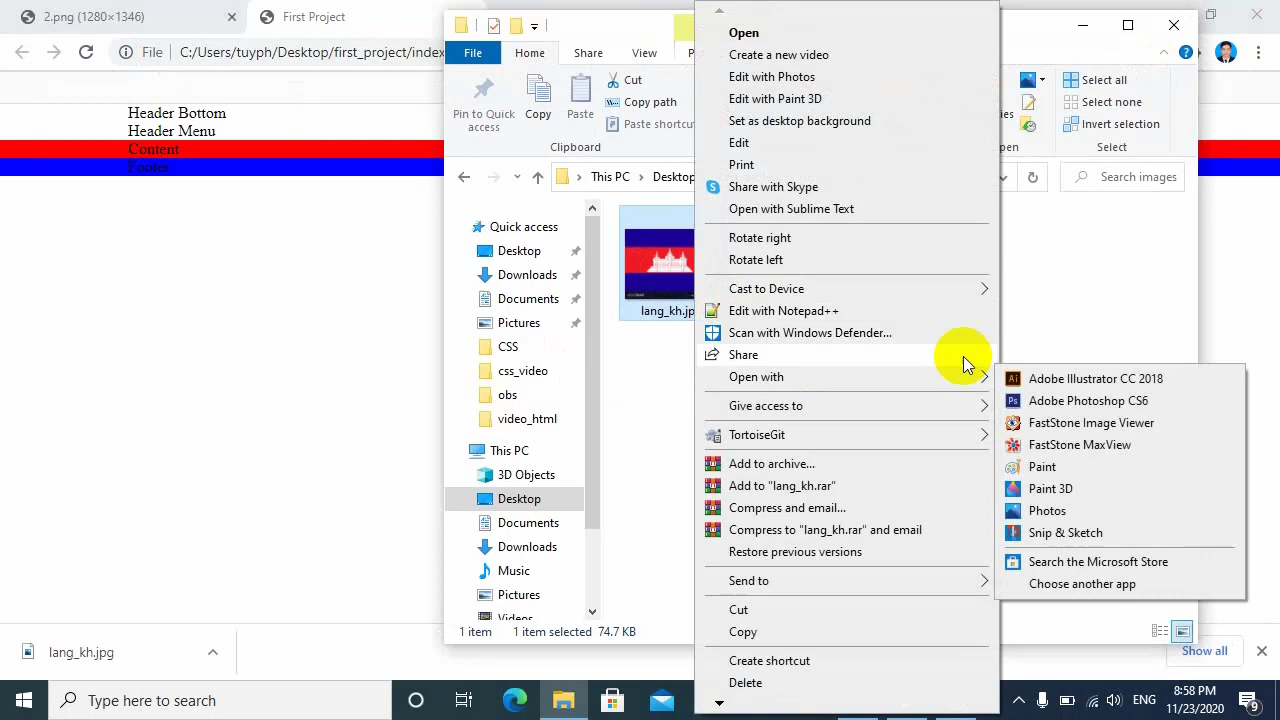 2.png (1280×1346)
First Project
File
C:/Users/tuyph/Desktop/first_project/index
Header Bottom
Header Menu
Content
Footer
File
Home
Share
View
Pin to Quick
access
Copy
Paste
Cut
Copy path
Paste shortcu
Clipboard
Select all
Select none
Invert selection
Select
This PC
Desktop
Search images
Quick access
Desktop
Downloads
Documents
Pictures
CSS
css_video
obs
video_html
This PC
3D Objects
Desktop
Documents
Downloads
Music
Pictures
Videos
lang_kh.jp
1 item
1 item selected
74.7 KB
Open
Create a new video
Edit with Photos
Edit with Paint 3D
Set as desktop background
Edit
Print
Share with Skype
Open with Sublime Text
Rotate right
Rotate left
Cast to Device
Edit with Notepad++
Scan with Windows Defender...
Share
Open with
Give access to
TortoiseGit
Add to archive...
Add to "lang_kh.rar"
Compress and email...
Compress to "lang_kh.rar" and email
Restore previous versions
Send to
Cut
Copy
Create shortcut
Delete
Adobe Illustrator CC 2018
Adobe Photoshop CS6
FastStone Image Viewer
FastStone MaxView
Paint
Paint 3D
Photos
Snip & Sketch
Search the Microsoft Store
Choose another app
lang_kh.jpg
Show all
Type here to search
ENG
8:58 PM
11/23/2020
9